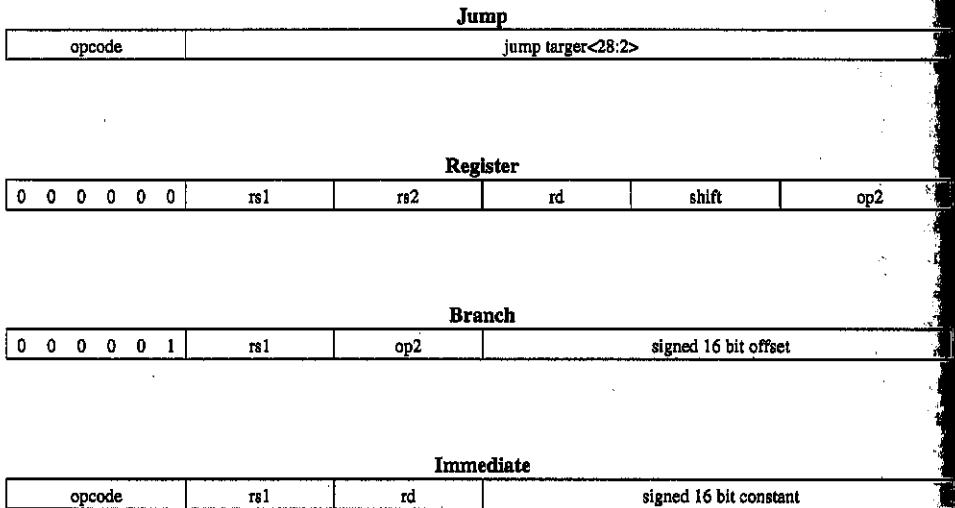 Jump
opcode jump targer<28:2>
Register
0 0 0 0 0 0 rs1 rs2 rd shift op2
Branch
0 0 0 0 0 1 rs1 op2 signed 16 bit offset
Immediate
opcode rs1 rd signed 16 bit constant